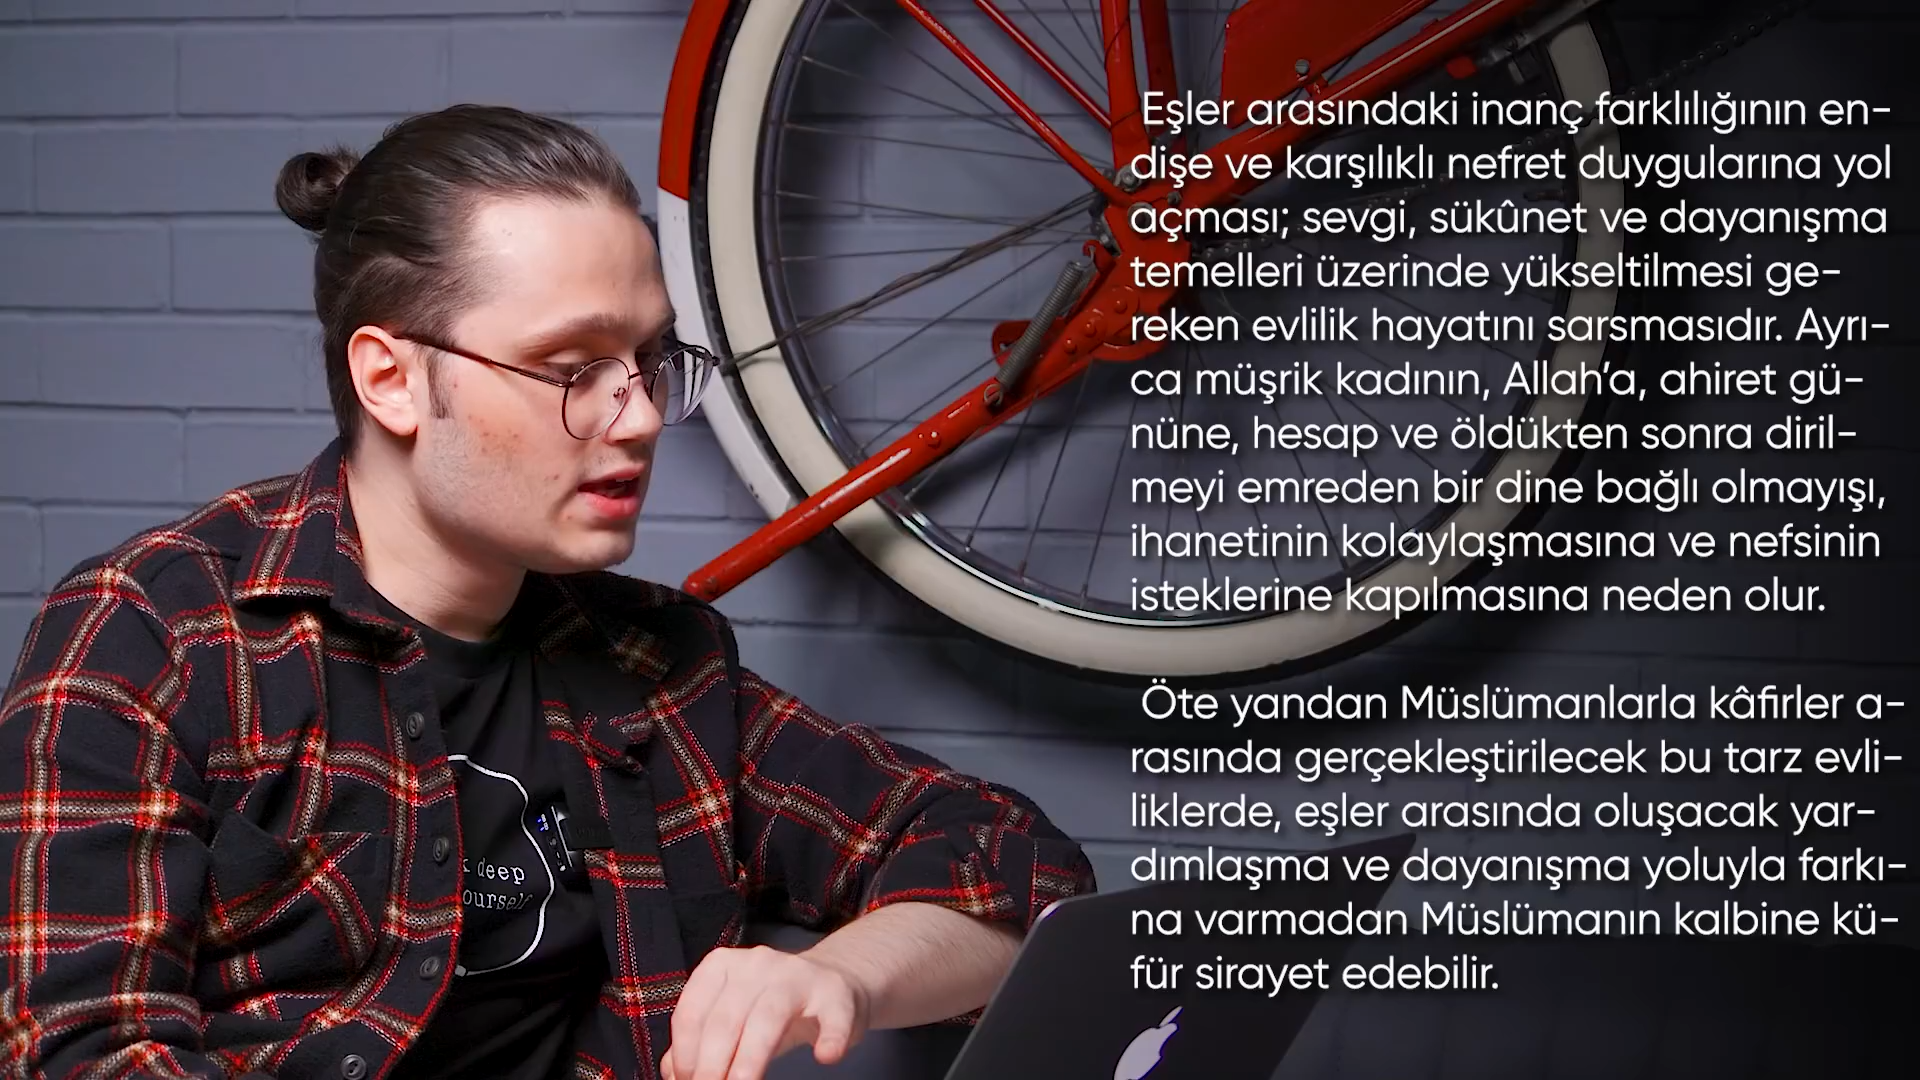 Eşler arasındaki inanç farklılığının en-
dişe ve karşılıklı nefret duygularına yol
açması; sevgi, sükûnet ve dayanışma
temelleri üzerinde yükseltilmesi ge-
reken evlilik hayatını sarsmasıdır. Ayrı-
ca müşrik kadının, Allah'a, ahiret gü-
nüne, hesap ve öldükten sonra diril-
meyi emreden bir dine bağlı olmayışı,
ihanetinin kolaylaşmasına ve nefsinin
isteklerine kapılmasına neden olur.
Öte yandan Müslümanlarla kâfirler a-
rasında gerçekleştirilecek bu tarz evli-
liklerde, eşler arasında oluşacak yar-
dımlaşma ve dayanışma yoluyla farkı-
na varmadan Müslümanın kalbine kü-
für sirayet edebilir.
deep
ourself